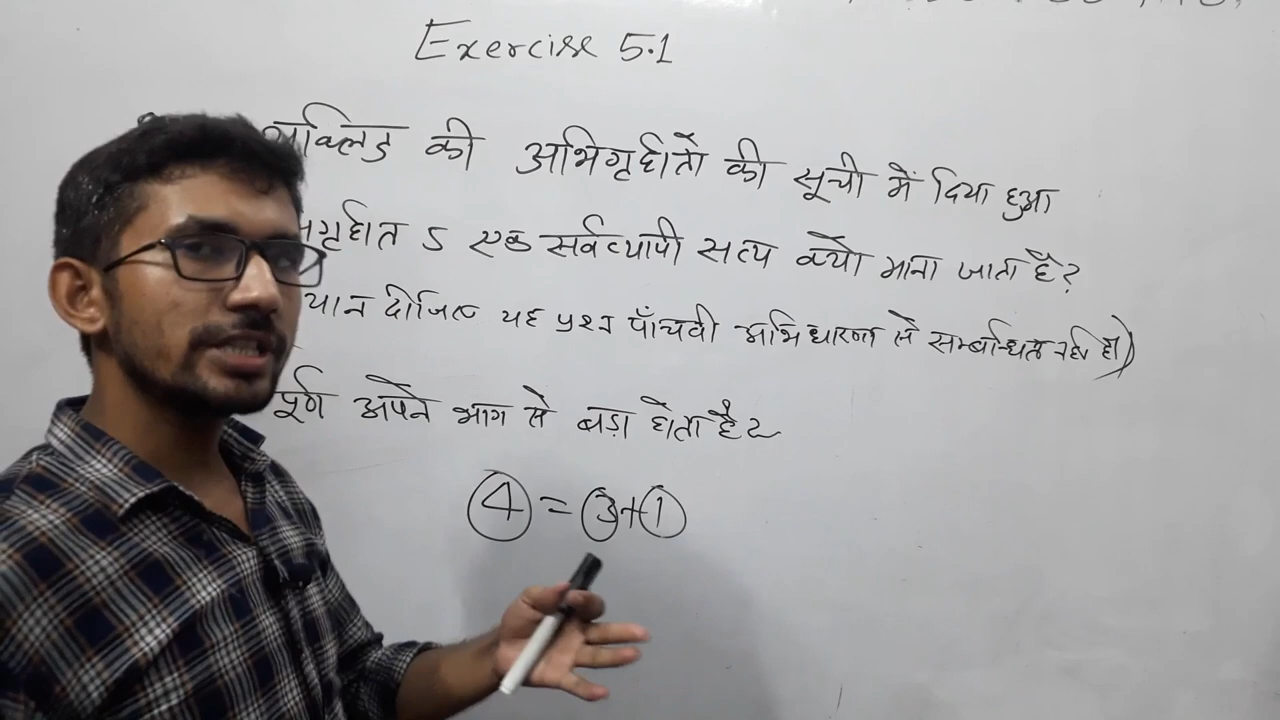 Exercise 5.1
की अभिगृहीतो की सूची में दिया हुआ
5 एक सर्वव्यापी सत्य क्यो माना जाता है?
दीजिए यह प्रश्न पाँचवी अभिधारणा से सम्बन्धित नहीं है)
पूर्ण अपने भाग से बड़ा होता है
4 = 3 + 1